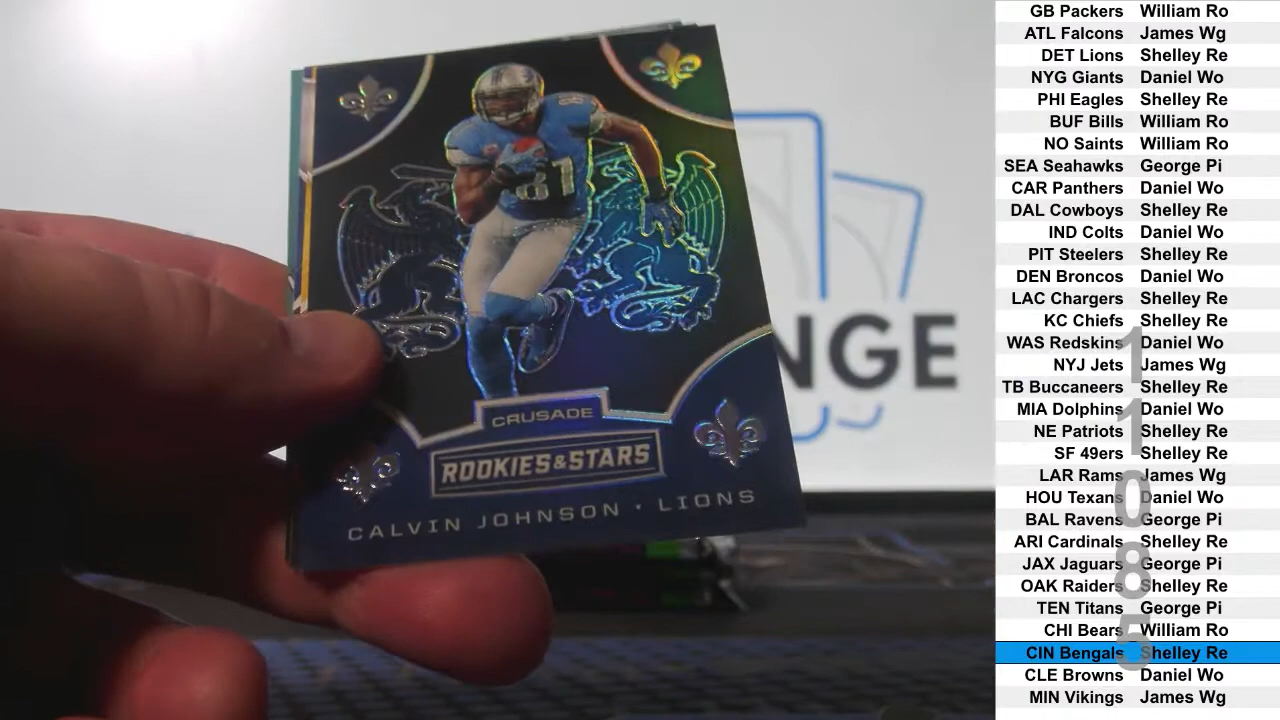 81
81
NGE
CRUSADE
ROOKIES & STARS
CALVIN JOHNSON · LIONS
GB Packers William Ro
ATL Falcons James Wg
DET Lions Shelley Re
NYG Giants Daniel Wo
PHI Eagles Shelley Re
BUF Bills William Ro
NO Saints William Ro
SEA Seahawks George Pi
CAR Panthers Daniel Wo
DAL Cowboys Shelley Re
IND Colts Daniel Wo
PIT Steelers Shelley Re
DEN Broncos Daniel Wo
LAC Chargers Shelley Re
KC Chiefs Shelley Re
WAS Redskins Daniel Wo
NYJ Jets James Wg
TB Buccaneers Shelley Re
MIA Dolphins Daniel Wo
NE Patriots Shelley Re
SF 49ers Shelley Re
LAR Rams James Wg
HOU Texans Daniel Wo
BAL Ravens George Pi
ARI Cardinals Shelley Re
JAX Jaguars George Pi
OAK Raiders Shelley Re
TEN Titans George Pi
CHI Bears William Ro
CIN Bengals Shelley Re
CLE Browns Daniel Wo
MIN Vikings James Wg
11085